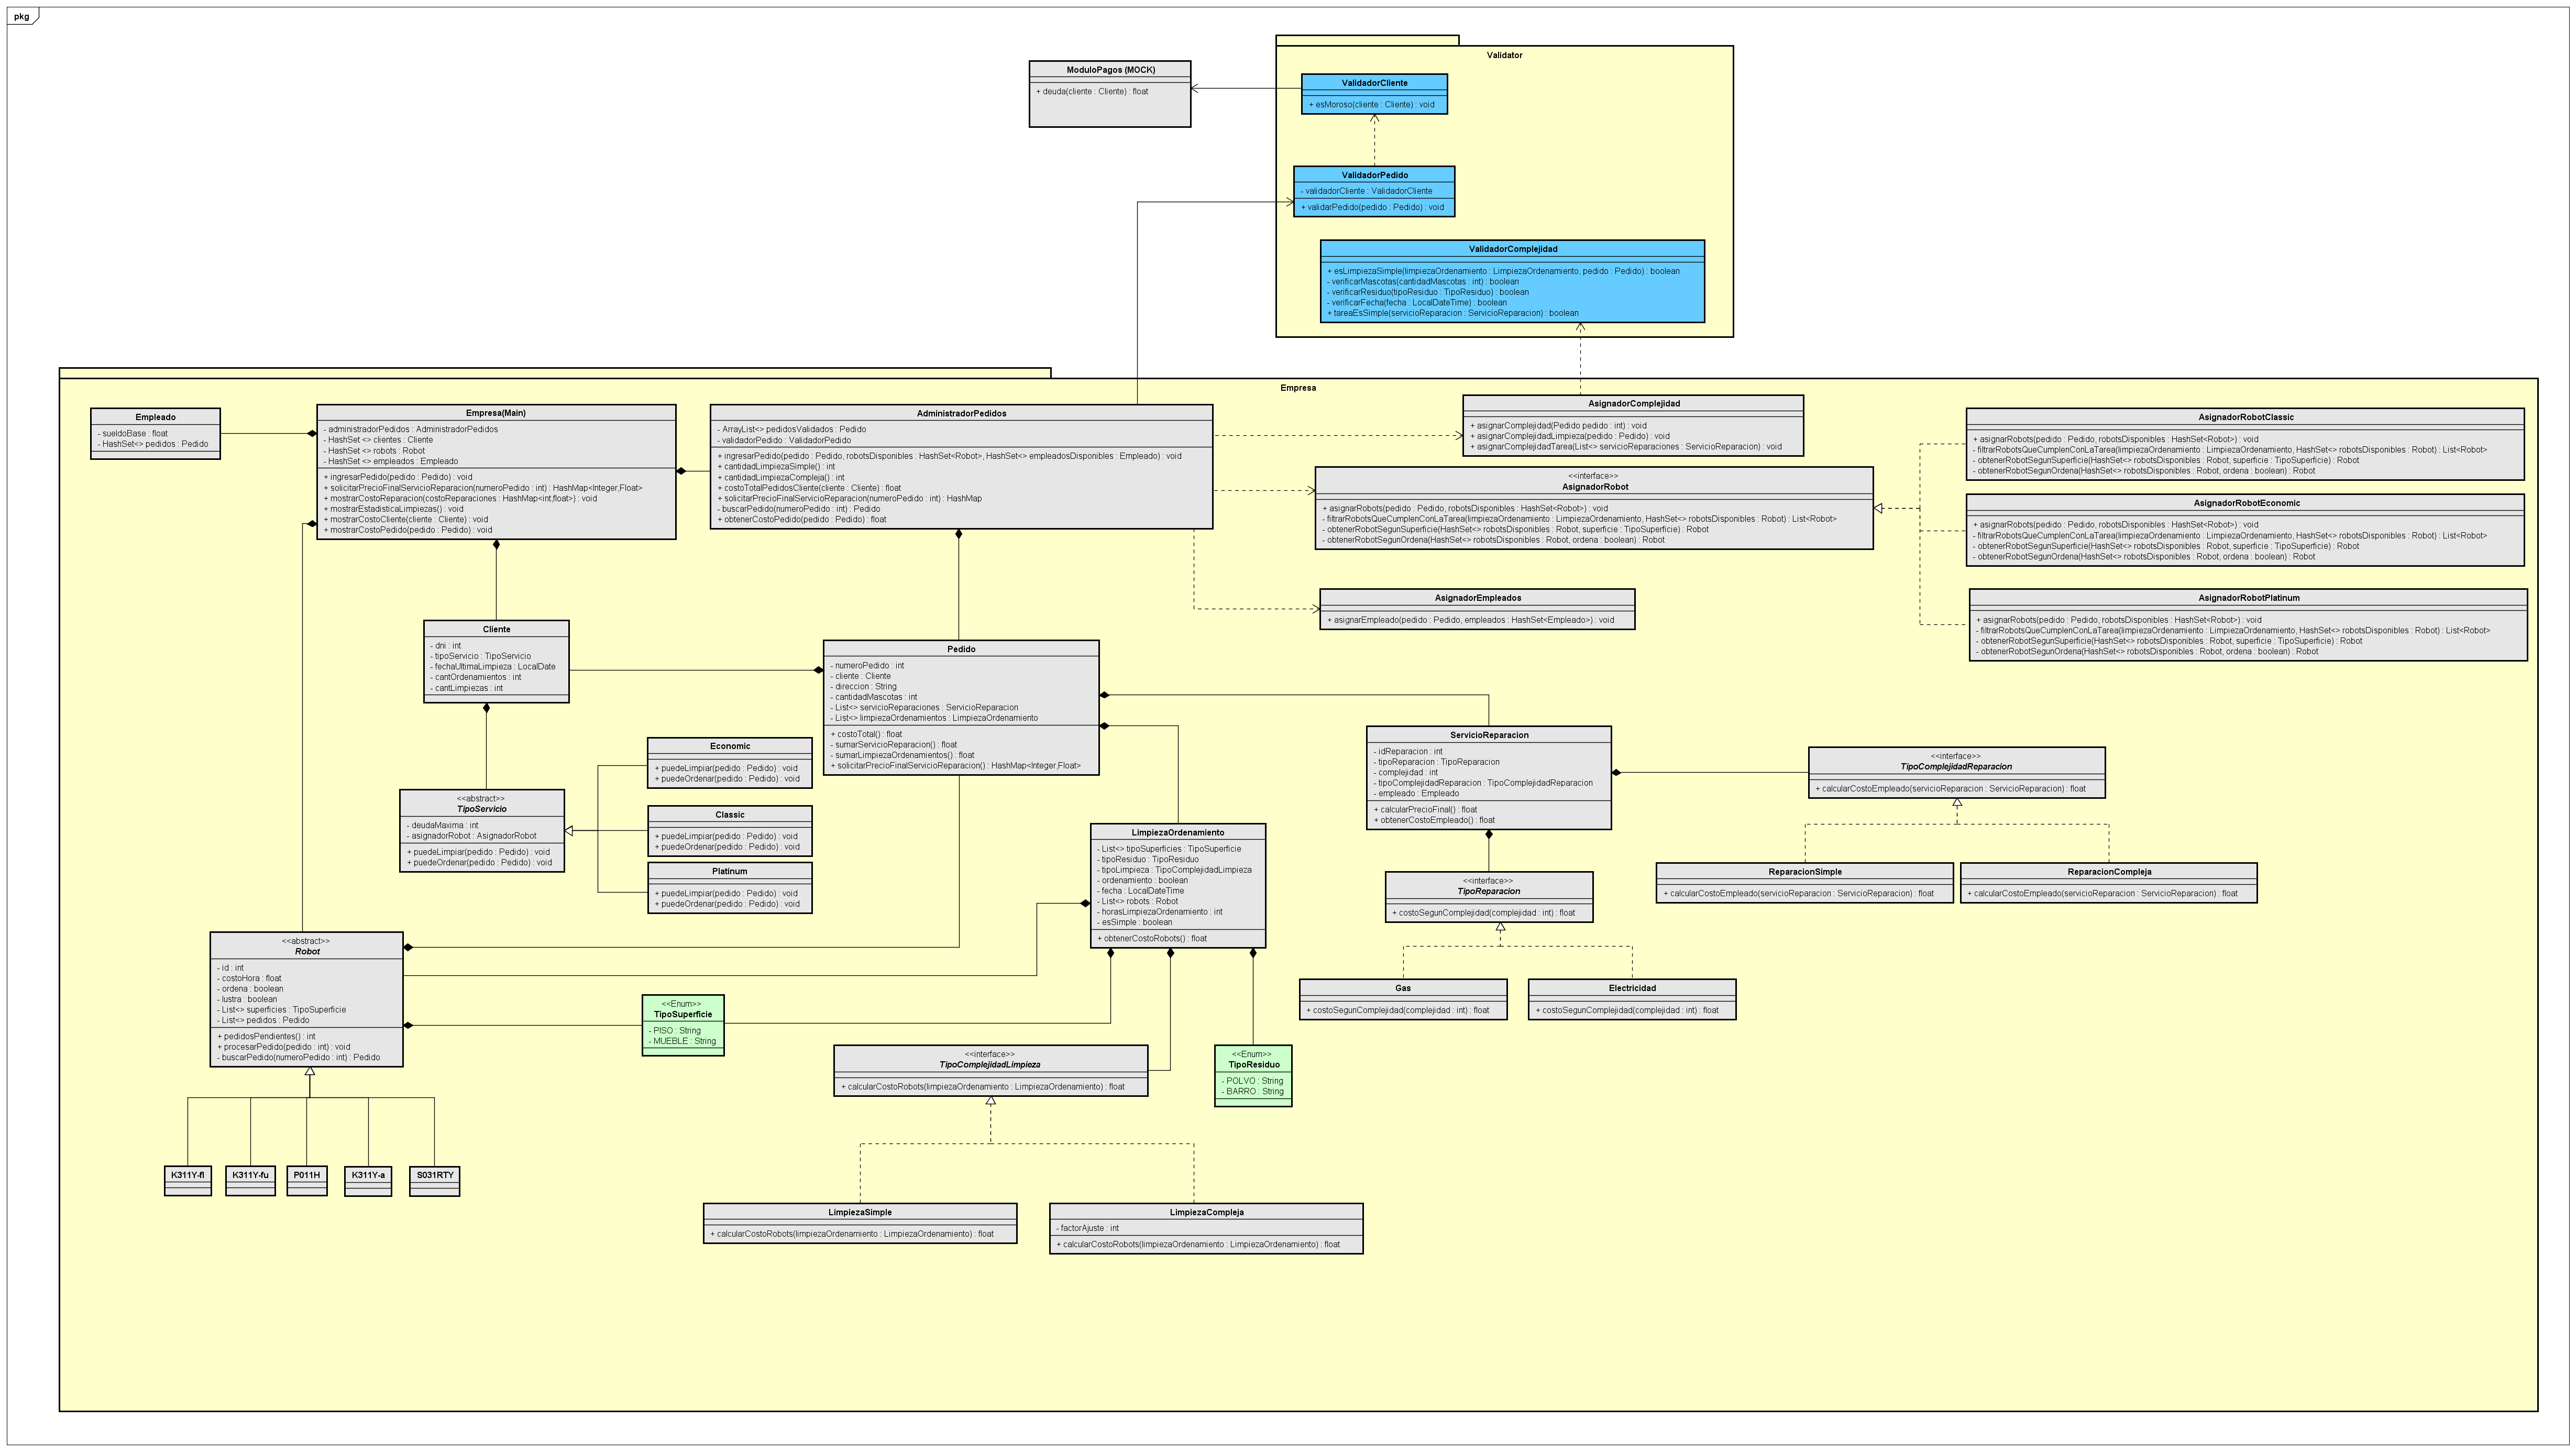 pkg
Validator
ModuloPagos (MOCK)
+ deuda(cliente : Cliente) : float
ValidadorCliente
+ esMoroso(cliente : Cliente) : void
ValidadorPedido
- validadorCliente : ValidadorCliente
+ validarPedido(pedido : Pedido) : void
ValidadorComplejidad
+ esLimpiezaSimple(limpiezaOrdenamiento : LimpiezaOrdenamiento, pedido : Pedido) : boolean
- verificarMascotas(cantidadMascotas : int) : boolean
- verificarResiduo(tipoResiduo : TipoResiduo) : boolean
- verificarFecha(fecha : LocalDateTime) : boolean
+ tareaEsSimple(servicioReparacion : ServicioReparacion) : boolean
Empresa
Empleado
- sueldoBase : float
- HashSet<> pedidos : Pedido
Empresa(Main)
- administradorPedidos : AdministradorPedidos
- HashSet <> clientes : Cliente
- HashSet <> robots : Robot
- HashSet <> empleados : Empleado
+ ingresarPedido(pedido : Pedido) : void
+ solicitarPrecioFinalServicioReparacion(numeroPedido : int) : HashMap<Integer,Float>
+ mostrarCostoReparacion(costoReparaciones : HashMap<int,float>) : void
+ mostrarEstadisticaLimpiezas() : void
+ mostrarCostoCliente(cliente : Cliente) : void
+ mostrarCostoPedido(pedido : Pedido) : void
AdministradorPedidos
- ArrayList<> pedidosValidados : Pedido
- validadorPedido : ValidadorPedido
+ ingresarPedido(pedido : Pedido, robotsDisponibles : HashSet<Robot>, HashSet<> empleadosDisponibles : Empleado) : void
+ cantidadLimpiezaSimple() : int
+ cantidadLimpiezaCompleja() : int
+ costoTotalPedidosCliente(cliente : Cliente) : float
+ solicitarPrecioFinalServicioReparacion(numeroPedido : int) : HashMap
- buscarPedido(numeroPedido : int) : Pedido
+ obtenerCostoPedido(pedido : Pedido) : float
AsignadorComplejidad
+ asignarComplejidad(Pedido pedido : int) : void
+ asignarComplejidadLimpieza(pedido : Pedido) : void
+ asignarComplejidadTarea(List<> servicioReparaciones : ServicioReparacion) : void
<<interface>>
AsignadorRobot
+ asignarRobots(pedido : Pedido, robotsDisponibles : HashSet<Robot>) : void
- filtrarRobotsQueCumplenConLaTarea(limpiezaOrdenamiento : LimpiezaOrdenamiento, HashSet<> robotsDisponibles : Robot) : List<Robot>
- obtenerRobotSegunSuperficie(HashSet<> robotsDisponibles : Robot, superficie : TipoSuperficie) : Robot
- obtenerRobotSegunOrdena(HashSet<> robotsDisponibles : Robot, ordena : boolean) : Robot
AsignadorRobotClassic
+ asignarRobots(pedido : Pedido, robotsDisponibles : HashSet<Robot>) : void
- filtrarRobotsQueCumplenConLaTarea(limpiezaOrdenamiento : LimpiezaOrdenamiento, HashSet<> robotsDisponibles : Robot) : List<Robot>
- obtenerRobotSegunSuperficie(HashSet<> robotsDisponibles : Robot, superficie : TipoSuperficie) : Robot
- obtenerRobotSegunOrdena(HashSet<> robotsDisponibles : Robot, ordena : boolean) : Robot
AsignadorRobotEconomic
+ asignarRobots(pedido : Pedido, robotsDisponibles : HashSet<Robot>) : void
- filtrarRobotsQueCumplenConLaTarea(limpiezaOrdenamiento : LimpiezaOrdenamiento, HashSet<> robotsDisponibles : Robot) : List<Robot>
- obtenerRobotSegunSuperficie(HashSet<> robotsDisponibles : Robot, superficie : TipoSuperficie) : Robot
- obtenerRobotSegunOrdena(HashSet<> robotsDisponibles : Robot, ordena : boolean) : Robot
AsignadorRobotPlatinum
+ asignarRobots(pedido : Pedido, robotsDisponibles : HashSet<Robot>) : void
- filtrarRobotsQueCumplenConLaTarea(limpiezaOrdenamiento : LimpiezaOrdenamiento, HashSet<> robotsDisponibles : Robot) : List<Robot>
- obtenerRobotSegunSuperficie(HashSet<> robotsDisponibles : Robot, superficie : TipoSuperficie) : Robot
- obtenerRobotSegunOrdena(HashSet<> robotsDisponibles : Robot, ordena : boolean) : Robot
AsignadorEmpleados
+ asignarEmpleado(pedido : Pedido, empleados : HashSet<Empleado>) : void
Cliente
- dni : int
- tipoServicio : TipoServicio
- fechaUltimaLimpieza : LocalDate
- cantOrdenamientos : int
- cantLimpiezas : int
Pedido
- numeroPedido : int
- cliente : Cliente
- direccion : String
- cantidadMascotas : int
- List<> servicioReparaciones : ServicioReparacion
- List<> limpiezaOrdenamientos : LimpiezaOrdenamiento
+ costoTotal() : float
- sumarServicioReparacion() : float
- sumarLimpiezaOrdenamientos() : float
+ solicitarPrecioFinalServicioReparacion() : HashMap<Integer,Float>
<<abstract>>
TipoServicio
- deudaMaxima : int
- asignadorRobot : AsignadorRobot
+ puedeLimpiar(pedido : Pedido) : void
+ puedeOrdenar(pedido : Pedido) : void
Economic
+ puedeLimpiar(pedido : Pedido) : void
+ puedeOrdenar(pedido : Pedido) : void
Classic
+ puedeLimpiar(pedido : Pedido) : void
+ puedeOrdenar(pedido : Pedido) : void
Platinum
+ puedeLimpiar(pedido : Pedido) : void
+ puedeOrdenar(pedido : Pedido) : void
ServicioReparacion
- idReparacion : int
- tipoReparacion : TipoReparacion
- complejidad : int
- tipoComplejidadReparacion : TipoComplejidadReparacion
- empleado : Empleado
+ calcularPrecioFinal() : float
+ obtenerCostoEmpleado() : float
<<interface>>
TipoComplejidadReparacion
+ calcularCostoEmpleado(servicioReparacion : ServicioReparacion) : float
ReparacionSimple
+ calcularCostoEmpleado(servicioReparacion : ServicioReparacion) : float
ReparacionCompleja
+ calcularCostoEmpleado(servicioReparacion : ServicioReparacion) : float
LimpiezaOrdenamiento
- List<> tipoSuperficies : TipoSuperficie
- tipoResiduo : TipoResiduo
- tipoLimpieza : TipoComplejidadLimpieza
- ordenamiento : boolean
- fecha : LocalDateTime
- List<> robots : Robot
- horasLimpiezaOrdenamiento : int
- esSimple : boolean
+ obtenerCostoRobots() : float
<<interface>>
TipoReparacion
+ costoSegunComplejidad(complejidad : int) : float
Gas
+ costoSegunComplejidad(complejidad : int) : float
Electricidad
+ costoSegunComplejidad(complejidad : int) : float
<<abstract>>
Robot
- id : int
- costoHora : float
- ordena : boolean
- lustra : boolean
- List<> superficies : TipoSuperficie
- List<> pedidos : Pedido
+ pedidosPendientes() : int
+ procesarPedido(pedido : int) : void
- buscarPedido(numeroPedido : int) : Pedido
<<Enum>>
TipoSuperficie
- PISO : String
- MUEBLE : String
<<interface>>
TipoComplejidadLimpieza
+ calcularCostoRobots(limpiezaOrdenamiento : LimpiezaOrdenamiento) : float
<<Enum>>
TipoResiduo
- POLVO : String
- BARRO : String
K311Y-fl
K311Y-fu
P011H
K311Y-a
S031RTY
LimpiezaSimple
+ calcularCostoRobots(limpiezaOrdenamiento : LimpiezaOrdenamiento) : float
LimpiezaCompleja
- factorAjuste : int
+ calcularCostoRobots(limpiezaOrdenamiento : LimpiezaOrdenamiento) : float